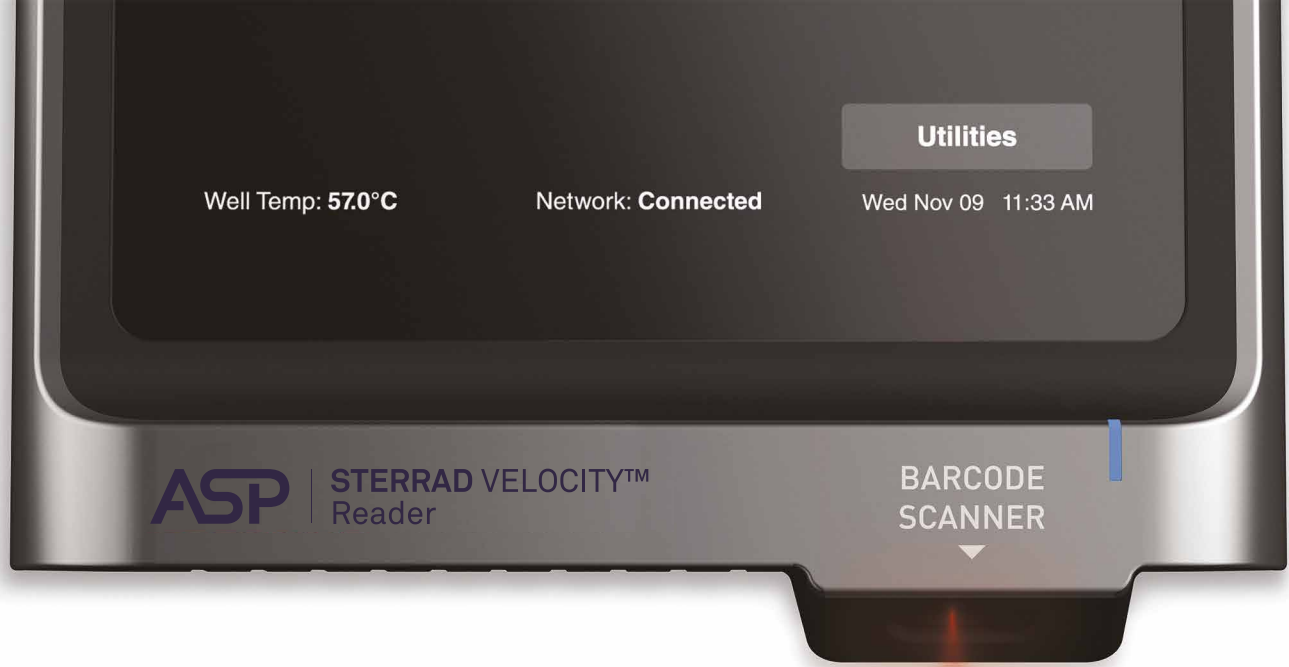 Utilities
Well Temp: 57.0°C Network: Connected Wed Nov 09 11:33 AM
ASP STERRAD VELOCITY™
Reader
BARCODE
SCANNER